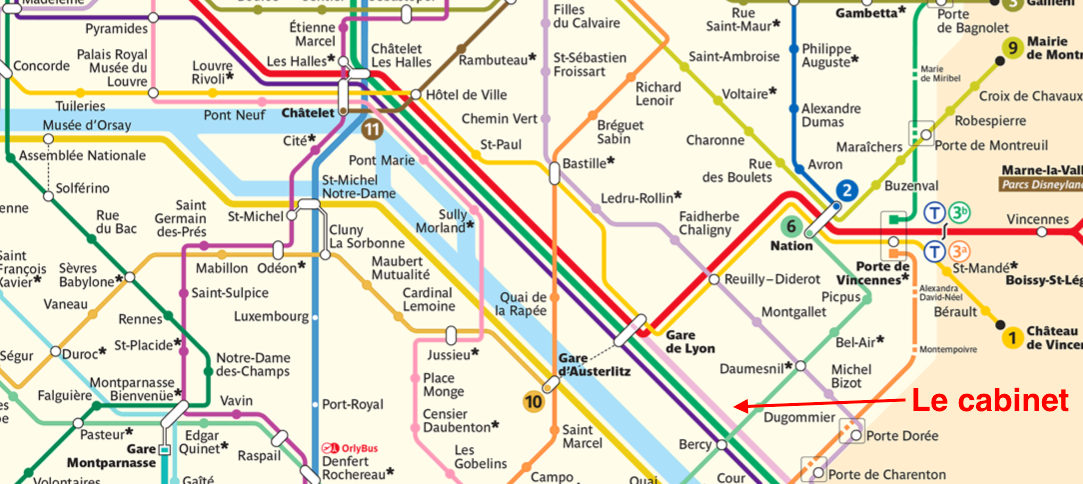 Madeleine
Pyramides
Palais Royal
Musée du
Louvre
Louvre
Rivoli*
Concorde
Tuileries
Musée d'Orsay
Assemblée Nationale
Solférino
Rue
du Bac
Étienne
Marcel
Les Halles*
Châtelet
Les Halles
Châtelet
Pont Neuf
Cité*
11
Rambuteau*
Hôtel de Ville
Pont Marie
St-Paul
St-Michel
Notre-Dame
St-Michel
Saint
Germain
des-Prés
Cluny
La Sorbonne
Sully
Morland*
Filles
du Calvaire
St-Sébastien
Froissart
Chemin Vert
Richard
Lenoir
Bréguet
Sabin
Bastille*
Ledru-Rollin*
Faidherbe
Chaligny
Rue
Saint-Maur*
Saint-Ambroise
Voltaire*
Charonne
Rue
des Boulets
Gambetta*
Philippe
Auguste*
Alexandre
Dumas
Avron
2
6
Nation
Porte
de Bagnolet
3
Gallieni
9
Mairie
de Mont
Marie
de Miribel
Croix de Chavaux
Robespierre
Maraîchers
Porte de Montreuil
Buzenval
Marne-la-Vall
Parcs Disneyland
T 3b
T 3a
Vincennes
Porte de
Vincennes*
St-Mandé*
Boissy-St-Lég
Alexandra
David-Néel
Bérault
1
Château
de Vincen
Montempoivre
Picpus
Bel-Air*
Reuilly–Diderot
Montgallet
Daumesnil*
Michel
Bizot
Dugommier
Le cabinet
Bercy
Porte Dorée
Porte de Charenton
Cour
Gare
de Lyon
Gare
d'Austerlitz
Quai de
la Rapée
10
Saint
Marcel
Campo
Quai
Maubert
Mutualité
Cardinal
Lemoine
Jussieu*
Place
Monge
Censier
Daubenton*
Les
Gobelins
Mabillon
Odéon*
Saint-Sulpice
St-Placide*
Luxembourg
Port-Royal
OrlyBus
Denfert
Rochereau*
Raspail
Vavin
Notre-Dame
des-Champs
Edgar
Quinet*
Gaîté
Montparnasse
Bienvenüe*
Gare
Montparnasse
Pasteur*
Volontaires
Falguière
Rennes
Sèvres
Babylone*
Vaneau
Duroc*
Ségur
Saint
François
Xavier*
enne